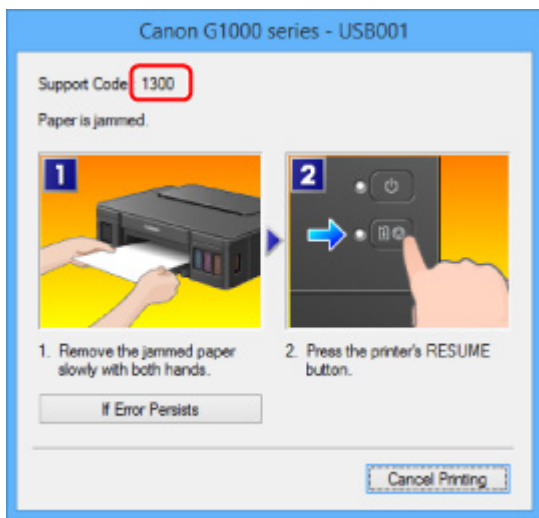 Canon G1000 series - USB001
Support Code : 1300
Paper is jammed.
1
2
1. Remove the jammed paper
slowly with both hands.
2. Press the printer's RESUME
button.
If Error Persists
Cancel Printing